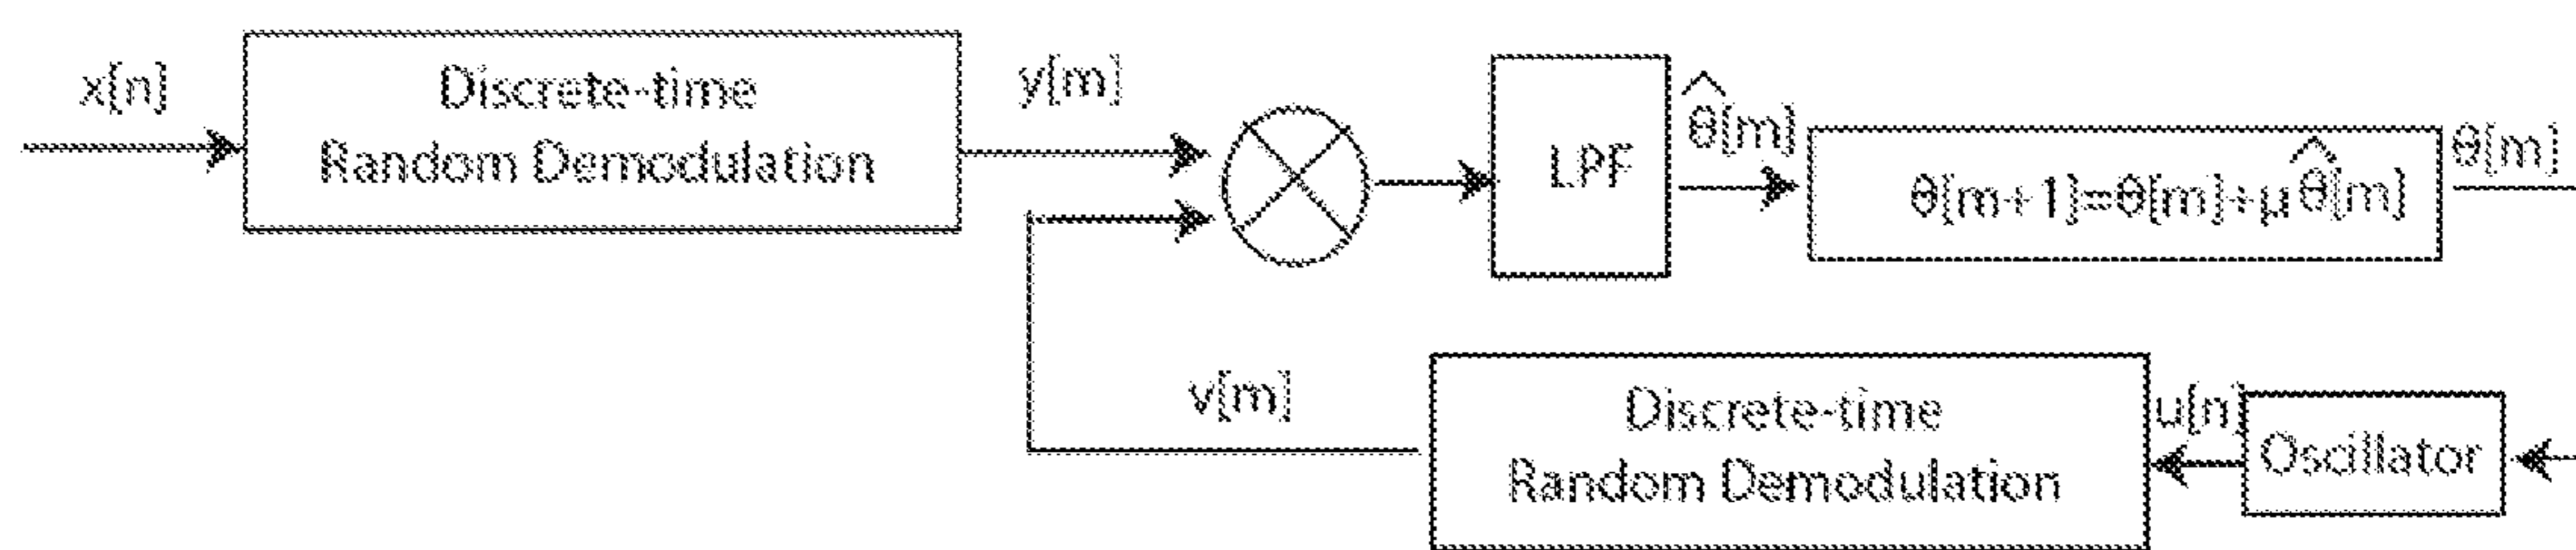 x[n]
Discrete-time
Random Demodulation
y[m]
LPF
θ̂[m]
θ[m+1]=θ[m]+μθ̂[m]
θ[m]
v[m]
Discrete-time
Random Demodulation
u[n]
Oscillator